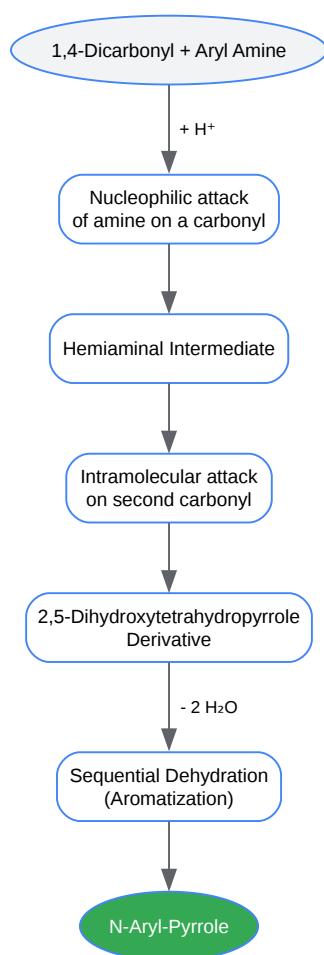 1,4-Dicarbonyl + Aryl Amine
+ H⁺
Nucleophilic attack
of amine on a carbonyl
Hemiaminal Intermediate
Intramolecular attack
on second carbonyl
2,5-Dihydroxytetrahydropyrrole
Derivative
- 2 H₂O
Sequential Dehydration
(Aromatization)
N-Aryl-Pyrrole